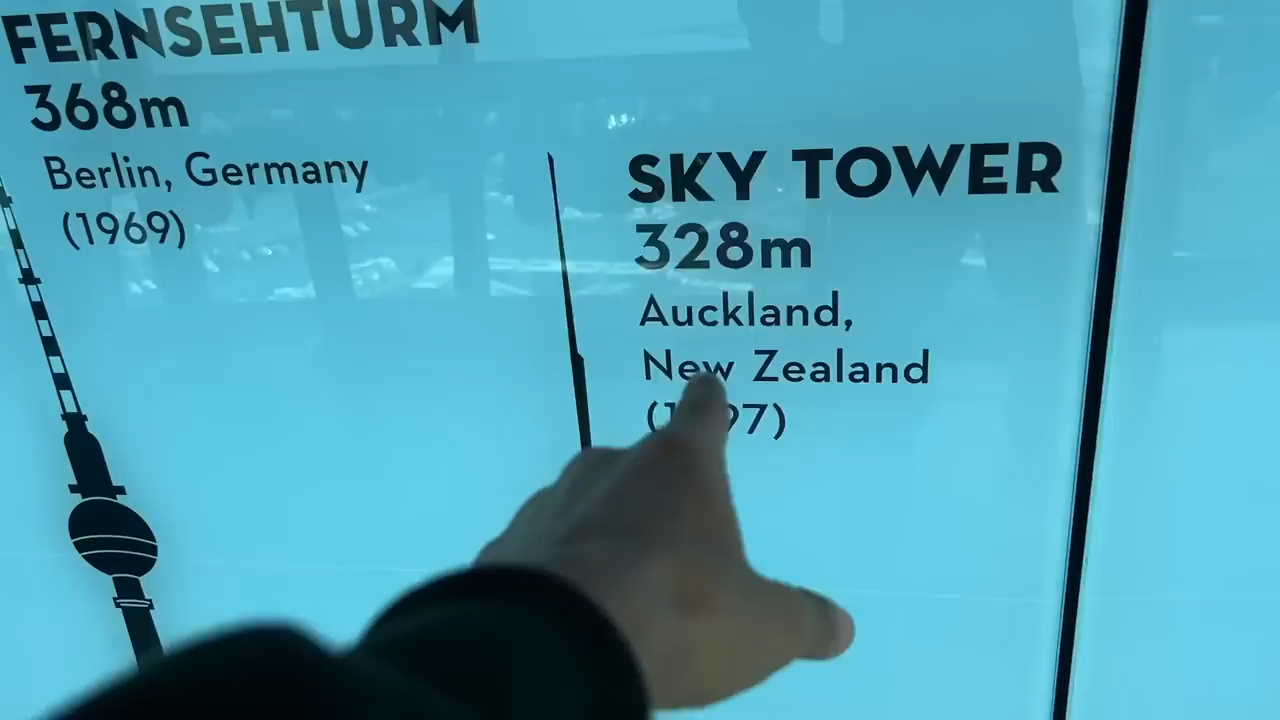 FERNSEHTURM
368m
Berlin, Germany
(1969)
SKY TOWER
328m
Auckland,
New Zealand